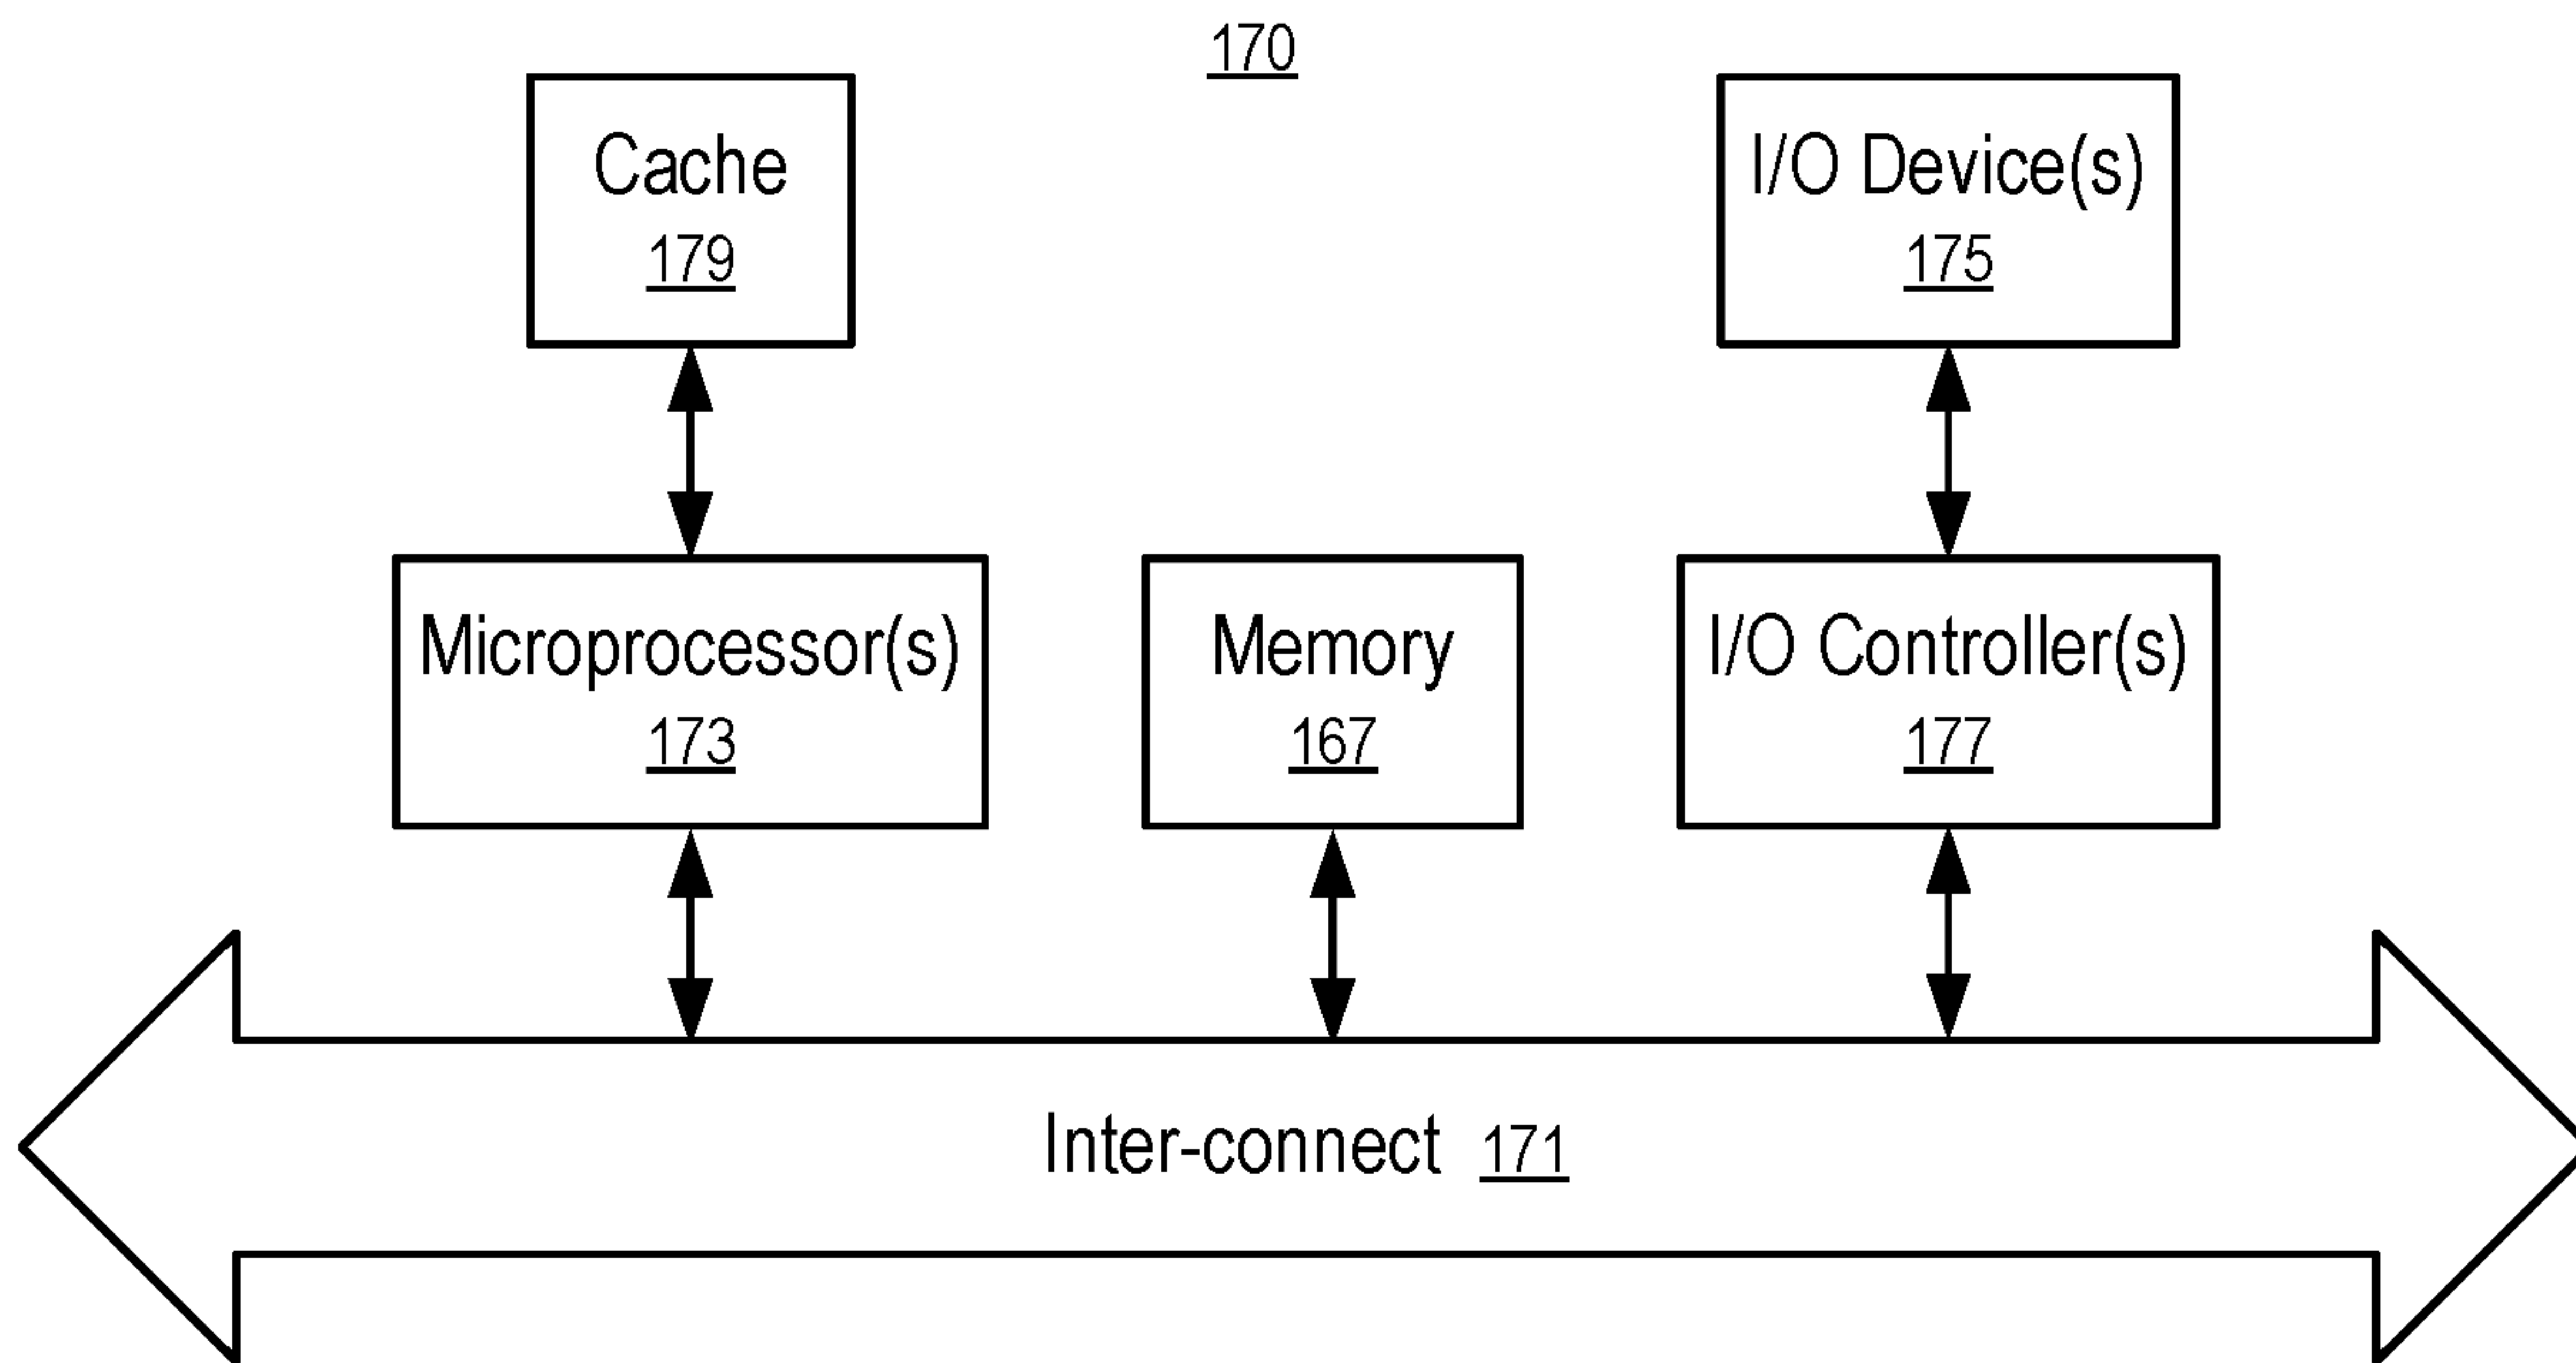 170
Cache
179
I/O Device(s)
175
Microprocessor(s)
173
Memory
167
I/O Controller(s)
177
Inter-connect 171